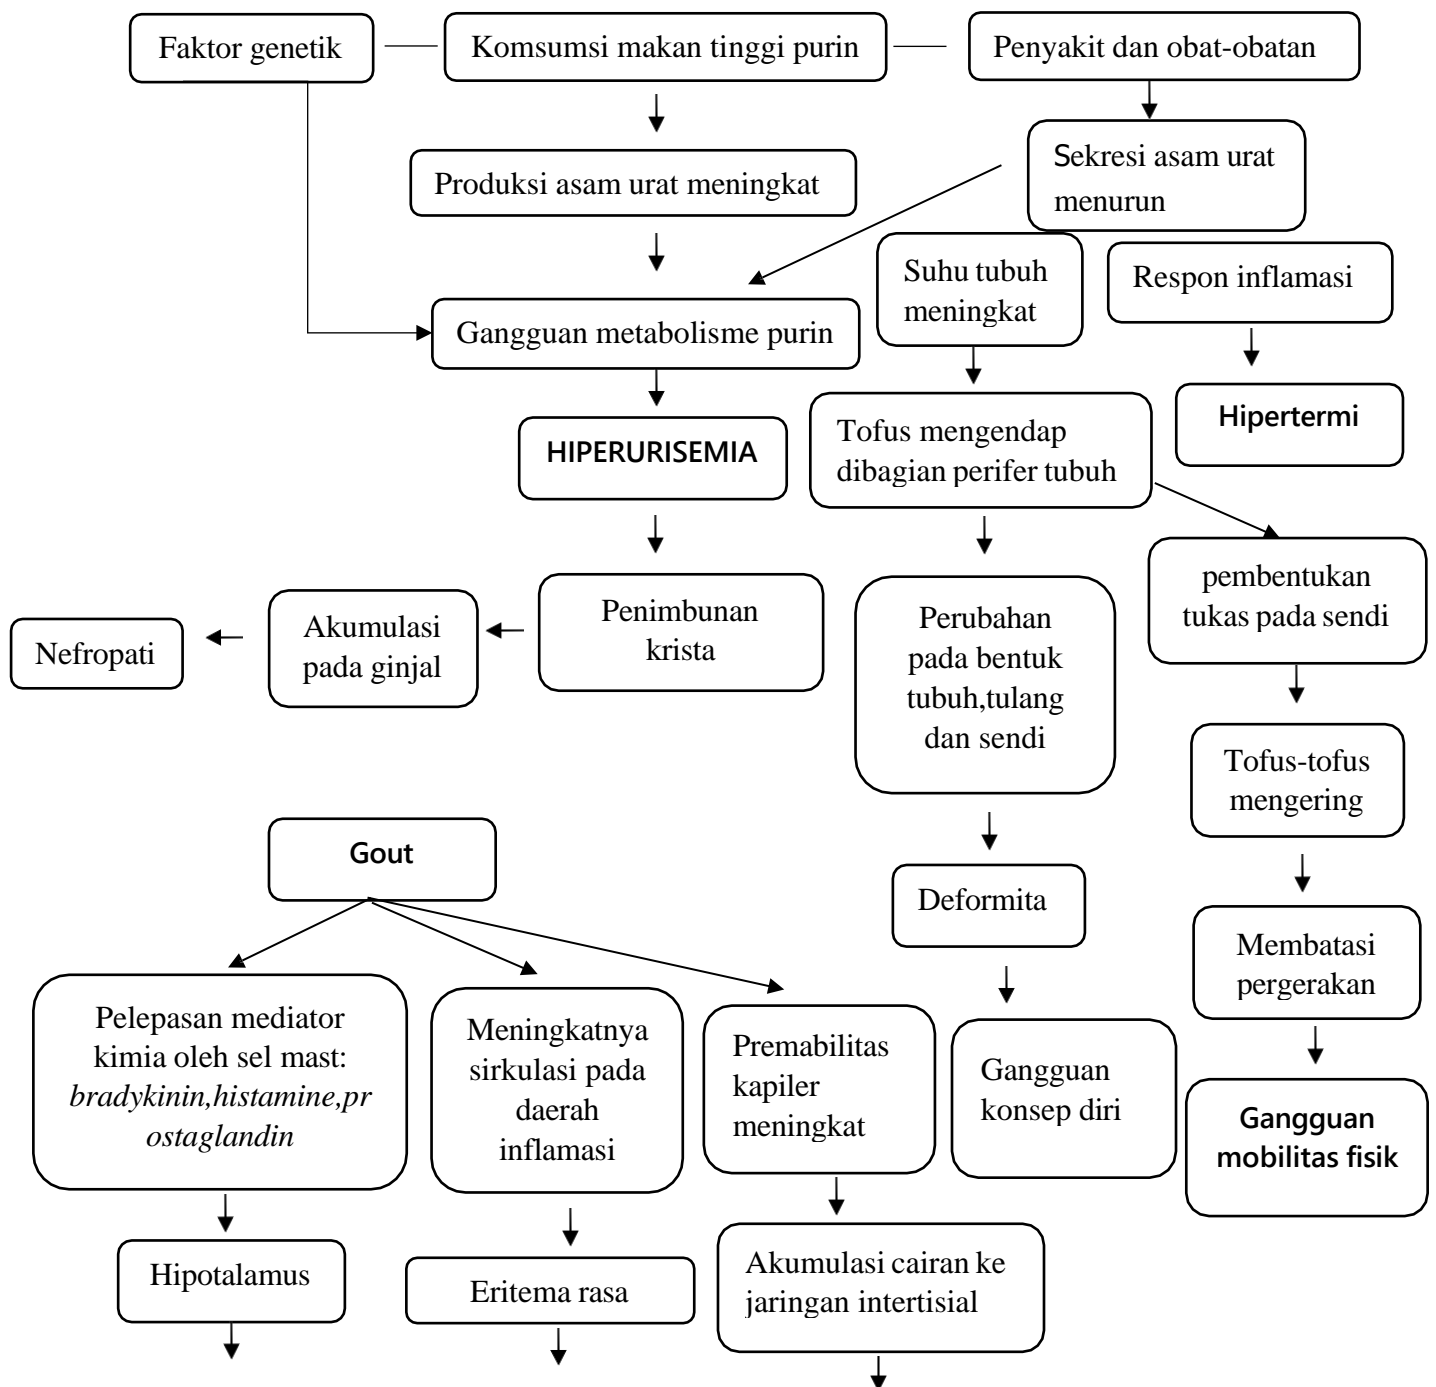 Faktor genetik
Komsumsi makan tinggi purin
Penyakit dan obat-obatan
Produksi asam urat meningkat
Sekresi asam urat
menurun
Suhu tubuh
meningkat
Respon inflamasi
Gangguan metabolisme purin
HIPERURISEMIA
Tofus mengendap
dibagian perifer tubuh
Hipertermi
Nefropati
Akumulasi
pada ginjal
Penimbunan
krista
Perubahan
pada bentuk
tubuh,tulang
dan sendi
pembentukan
tukas pada sendi
Tofus-tofus
mengering
Gout
Deformita
Membatasi
pergerakan
Pelepasan mediator
kimia oleh sel mast:
bradykinin,histamine,pr
ostaglandin
Meningkatnya
sirkulasi pada
daerah
inflamasi
Premabilitas
kapiler
meningkat
Gangguan
konsep diri
Gangguan
mobilitas fisik
Hipotalamus
Eritema rasa
Akumulasi cairan ke
jaringan intertisial